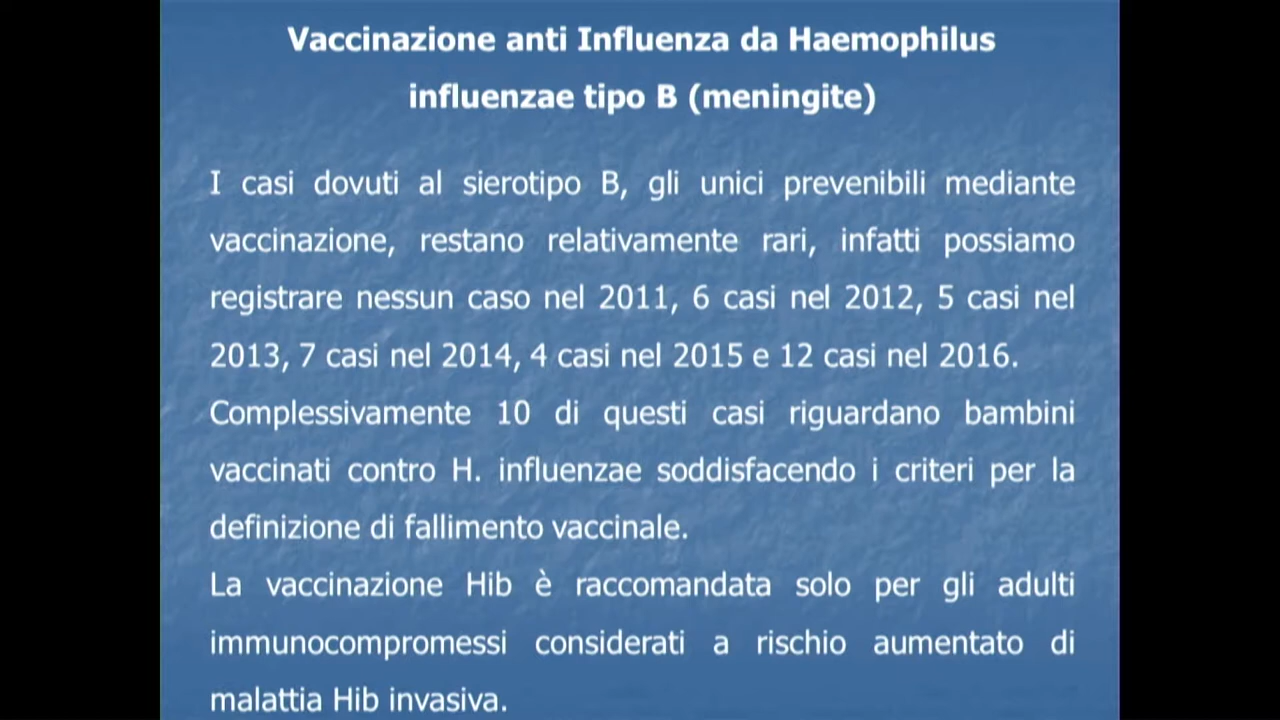 Vaccinazione anti Influenza da Haemophilus
influenzae tipo B (meningite)
I casi dovuti al sierotipo B, gli unici prevenibili mediante
vaccinazione, restano relativamente rari, infatti possiamo
registrare nessun caso nel 2011, 6 casi nel 2012, 5 casi nel
2013, 7 casi nel 2014, 4 casi nel 2015 e 12 casi nel 2016.
Complessivamente 10 di questi casi riguardano bambini
vaccinati contro H. influenzae soddisfacendo i criteri per la
definizione di fallimento vaccinale.
La vaccinazione Hib è raccomandata solo per gli adulti
immunocompromessi considerati a rischio aumentato di
malattia Hib invasiva.